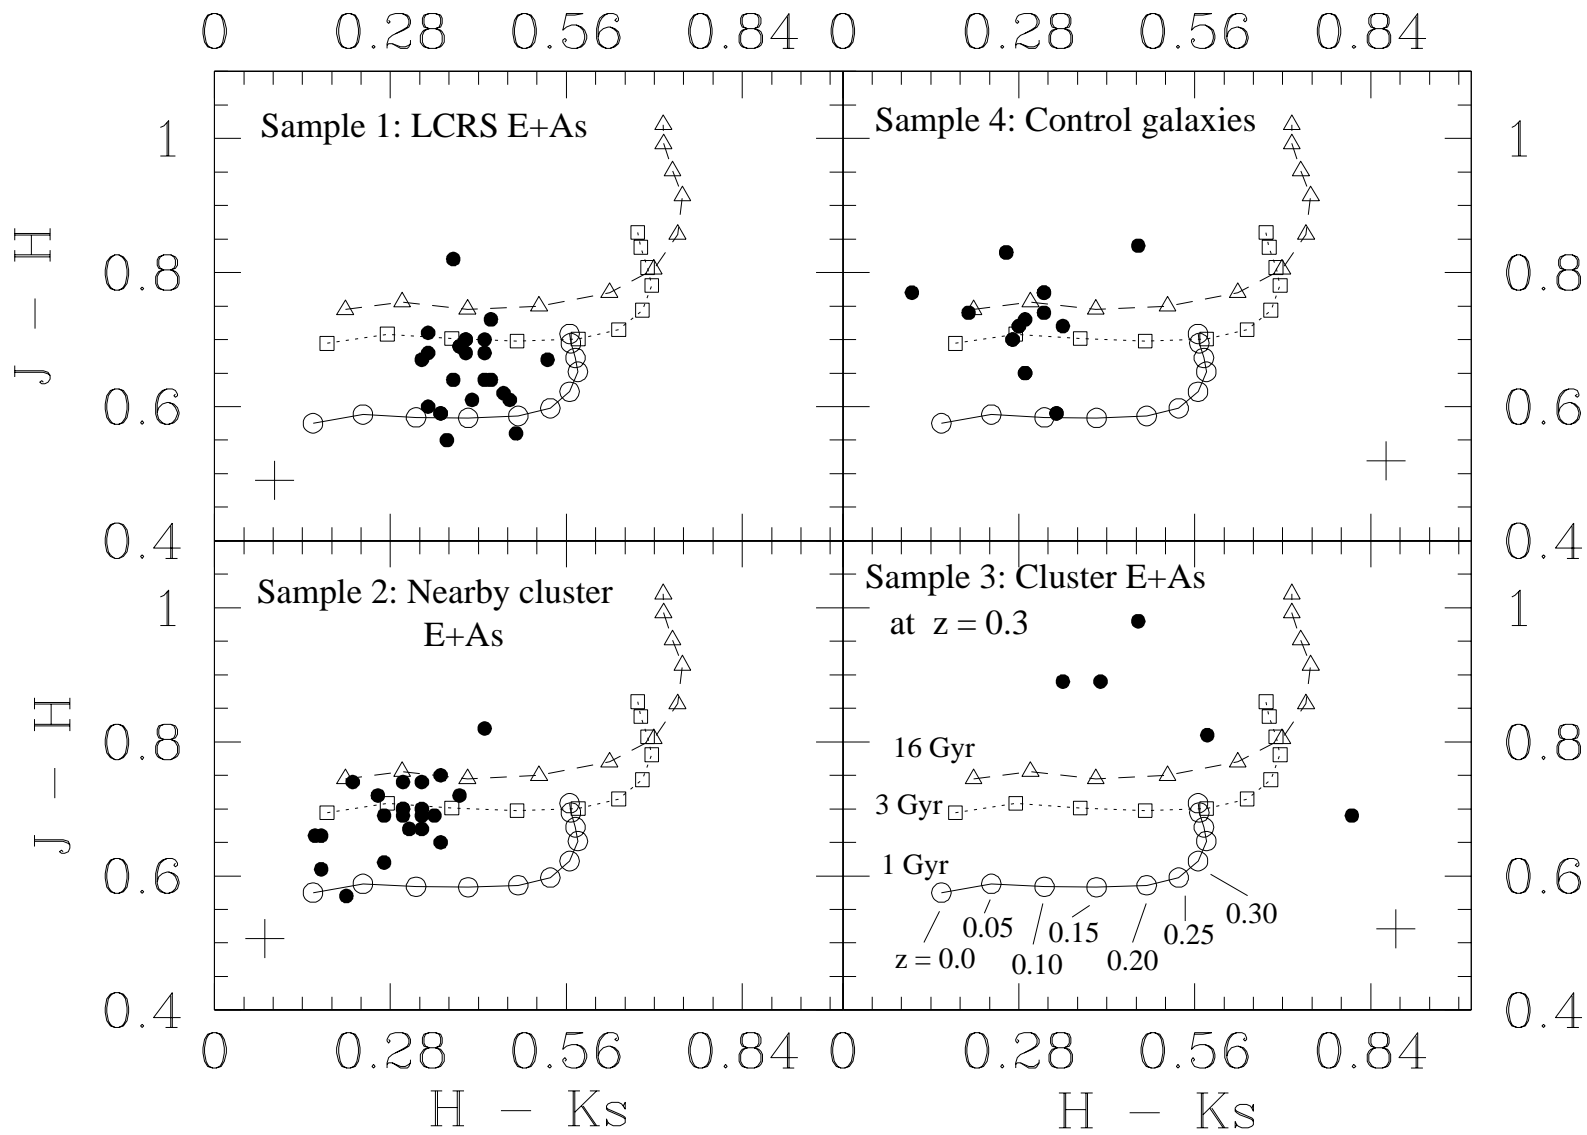 0 0.28 0.56 0.84 0 0.28 0.56 0.84
Sample 1: LCRS E+As
Sample 4: Control galaxies
1
0.8
0.6
0.4
J – H
1
0.8
0.6
0.4
Sample 2: Nearby cluster
E+As
Sample 3: Cluster E+As
at z = 0.3
16 Gyr
3 Gyr
1 Gyr
z = 0.0
0.05
0.10
0.15
0.20
0.25
0.30
1
0.8
0.6
0.4
J – H
1
0.8
0.6
0.4
0 0.28 0.56 0.84 0 0.28 0.56 0.84
H – Ks
H – Ks